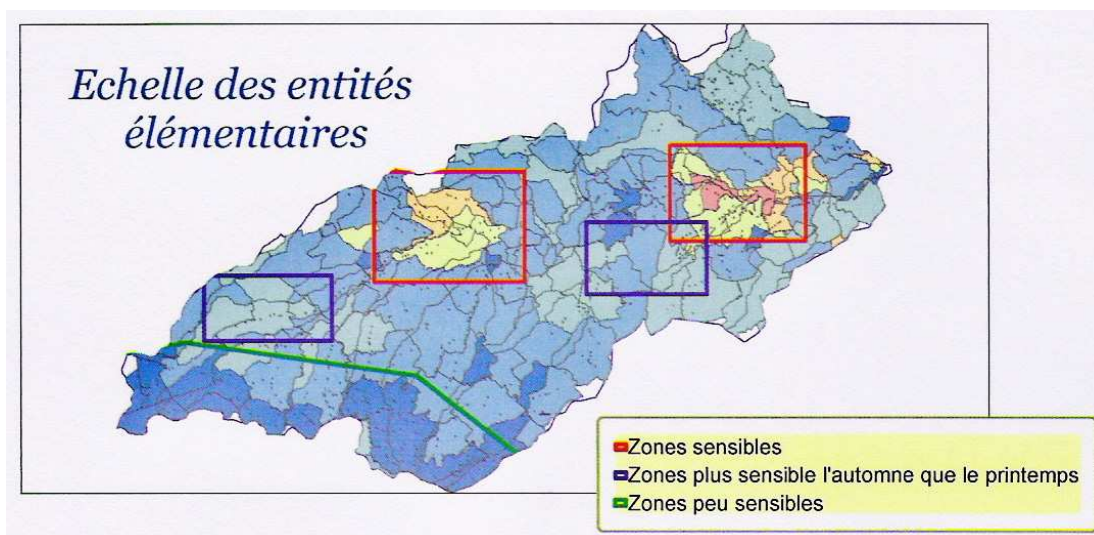 Echelle des entités
élémentaires
Zones sensibles
Zones plus sensible l'automne que le printemps
Zones peu sensibles